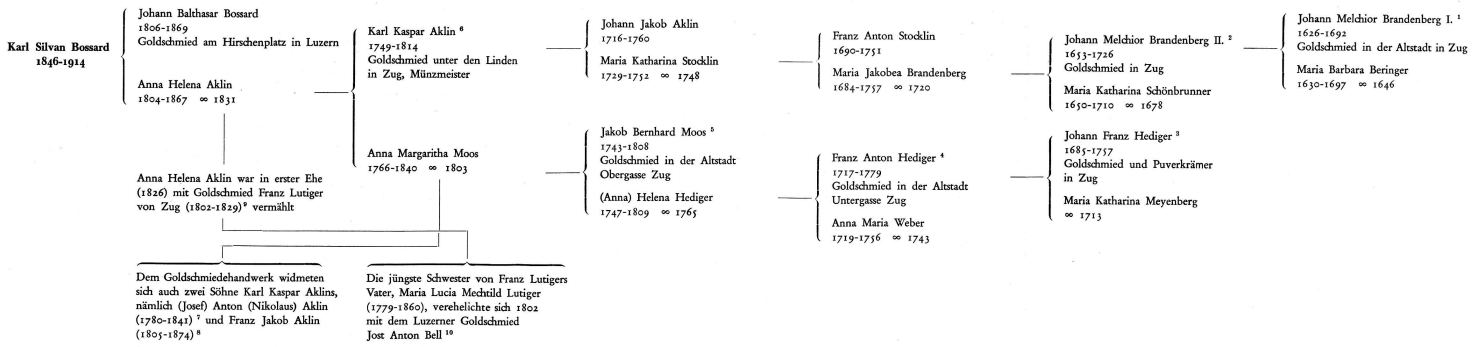 Karl Silvan Bossard
1846-1914
Johann Balthasar Bossard
1806-1869
Goldschmied am Hirschenplatz in Luzern
Anna Helena Aklin
1804-1867 ∞ 1831
Anna Helena Aklin war in erster Ehe
(1826) mit Goldschmied Franz Lutiger
von Zug (1802-1829) ⁹ vermählt
Karl Kaspar Aklin ⁶
1749-1814
Goldschmied unter den Linden
in Zug, Münzmeister
Anna Margaritha Moos
1766-1840 ∞ 1803
Dem Goldschmiedehandwerk widmeten
sich auch zwei Söhne Karl Kaspar Aklins,
nämlich (Josef) Anton (Nikolaus) Aklin
(1780-1841) ⁷ und Franz Jakob Aklin
(1805-1874) ⁸
Die jüngste Schwester von Franz Lutigers
Vater, Maria Lucia Mechtild Lutiger
(1779-1860), verehelichte sich 1802
mit dem Luzerner Goldschmied
Jost Anton Bell ¹⁰
Johann Jakob Aklin
1716-1760
Maria Katharina Stocklin
1729-1752 ∞ 1748
Jakob Bernhard Moos ⁵
1743-1808
Goldschmied in der Altstadt
Obergasse Zug
(Anna) Helena Hediger
1747-1809 ∞ 1765
Franz Anton Stocklin
1690-1751
Maria Jakobea Brandenberg
1684-1757 ∞ 1720
Franz Anton Hediger ⁴
1717-1779
Goldschmied in der Altstadt
Untergasse Zug
Anna Maria Weber
1719-1756 ∞ 1743
Johann Melchior Brandenberg II. ²
1653-1726
Goldschmied in Zug
Maria Katharina Schönbrunner
1650-1710 ∞ 1678
Johann Franz Hediger ³
1685-1757
Goldschmied und Puverkrämer
in Zug
Maria Katharina Meyenberg
∞ 1713
Johann Melchior Brandenberg I. ¹
1626-1692
Goldschmied in der Altstadt in Zug
Maria Barbara Beringer
1630-1697 ∞ 1646